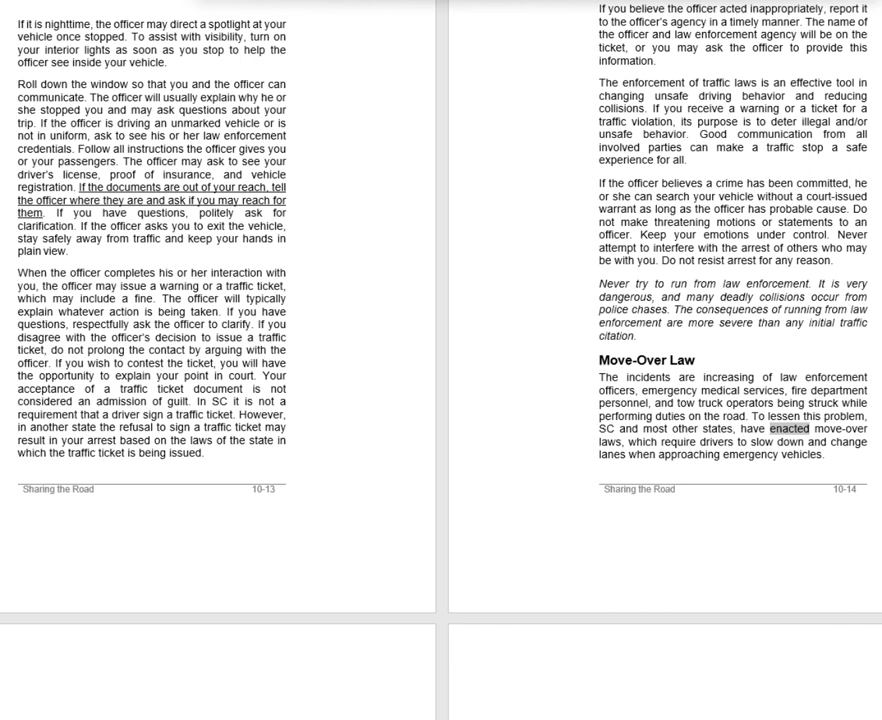 If it is nighttime, the officer may direct a spotlight at your
vehicle once stopped. To assist with visibility, turn on
your interior lights as soon as you stop to help the
officer see inside your vehicle.
Roll down the window so that you and the officer can
communicate. The officer will usually explain why he or
she stopped you and may ask questions about your
trip. If the officer is driving an unmarked vehicle or is
not in uniform, ask to see his or her law enforcement
credentials. Follow all instructions the officer gives you
or your passengers. The officer may ask to see your
driver's license, proof of insurance, and vehicle
registration. If the documents are out of your reach, tell
the officer where they are and ask if you may reach for
them. If you have questions, politely ask for
clarification. If the officer asks you to exit the vehicle,
stay safely away from traffic and keep your hands in
plain view.
When the officer completes his or her interaction with
you, the officer may issue a warning or a traffic ticket,
which may include a fine. The officer will typically
explain whatever action is being taken. If you have
questions, respectfully ask the officer to clarify. If you
disagree with the officer's decision to issue a traffic
ticket, do not prolong the contact by arguing with the
officer. If you wish to contest the ticket, you will have
the opportunity to explain your point in court. Your
acceptance of a traffic ticket document is not
considered an admission of guilt. In SC it is not a
requirement that a driver sign a traffic ticket. However,
in another state the refusal to sign a traffic ticket may
result in your arrest based on the laws of the state in
which the traffic ticket is being issued.
Sharing the Road 10-13
If you believe the officer acted inappropriately, report it
to the officer's agency in a timely manner. The name of
the officer and law enforcement agency will be on the
ticket, or you may ask the officer to provide this
information.
The enforcement of traffic laws is an effective tool in
changing unsafe driving behavior and reducing
collisions. If you receive a warning or a ticket for a
traffic violation, its purpose is to deter illegal and/or
unsafe behavior. Good communication from all
involved parties can make a traffic stop a safe
experience for all.
If the officer believes a crime has been committed, he
or she can search your vehicle without a court-issued
warrant as long as the officer has probable cause. Do
not make threatening motions or statements to an
officer. Keep your emotions under control. Never
attempt to interfere with the arrest of others who may
be with you. Do not resist arrest for any reason.
Never try to run from law enforcement. It is very
dangerous, and many deadly collisions occur from
police chases. The consequences of running from law
enforcement are more severe than any initial traffic
citation.
Move-Over Law
The incidents are increasing of law enforcement
officers, emergency medical services, fire department
personnel, and tow truck operators being struck while
performing duties on the road. To lessen this problem,
SC and most other states, have enacted move-over
laws, which require drivers to slow down and change
lanes when approaching emergency vehicles.
Sharing the Road 10-14